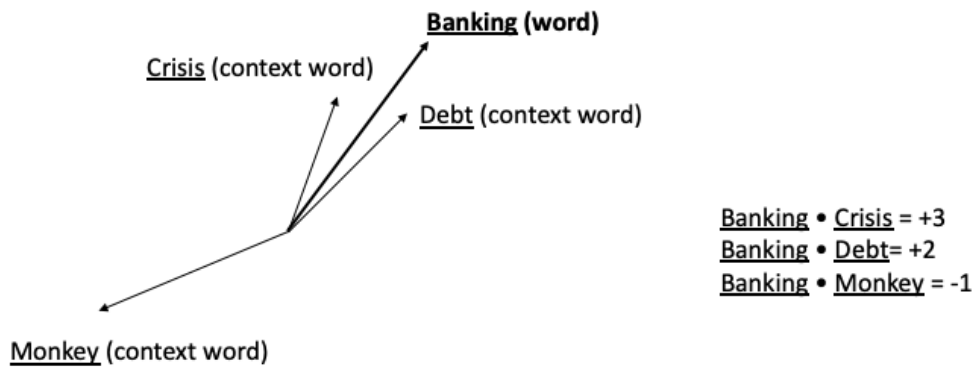 Banking (word)
Crisis (context word)
Debt (context word)
Banking • Crisis = +3
Banking • Debt= +2
Banking • Monkey = -1
Monkey (context word)